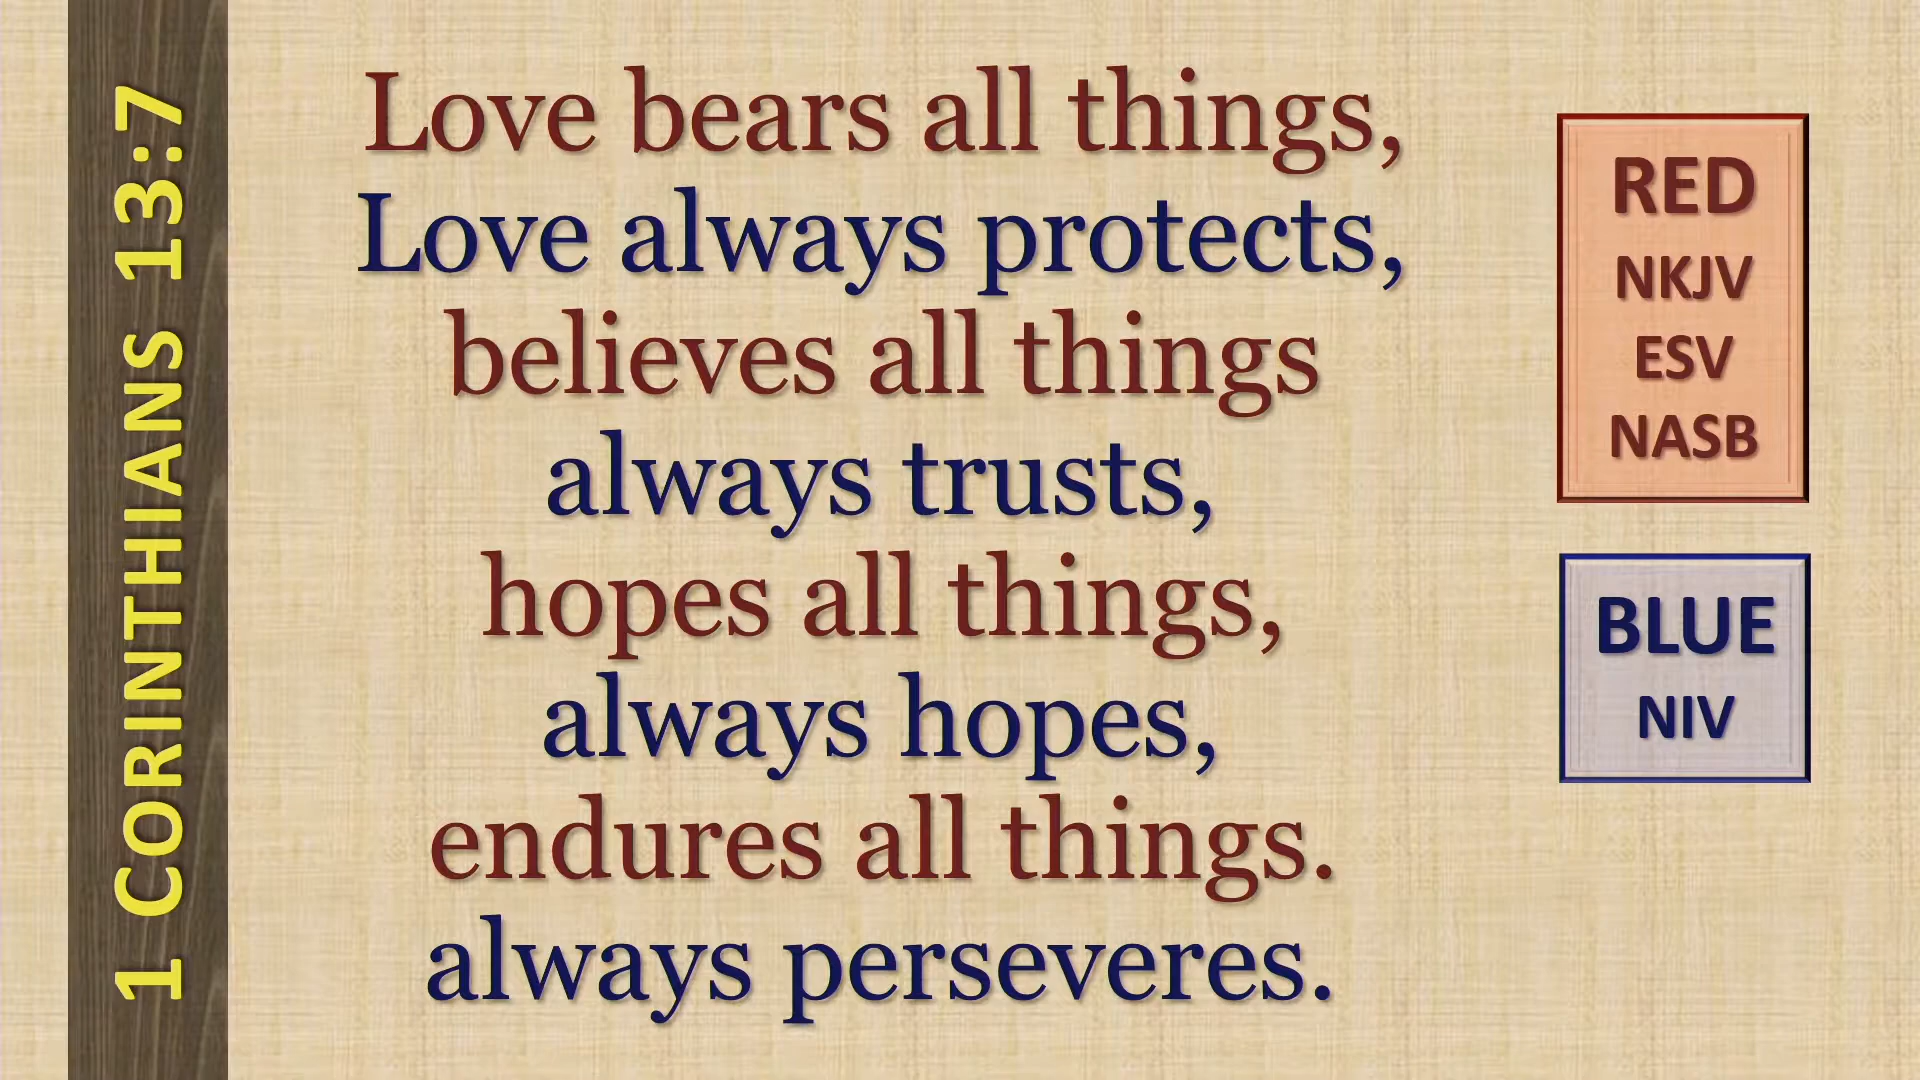 1 CORINTHIANS 13:7
Love bears all things,
Love always protects,
believes all things
always trusts,
hopes all things,
always hopes,
endures all things.
always perseveres.
RED
NKJV
ESV
NASB
BLUE
NIV